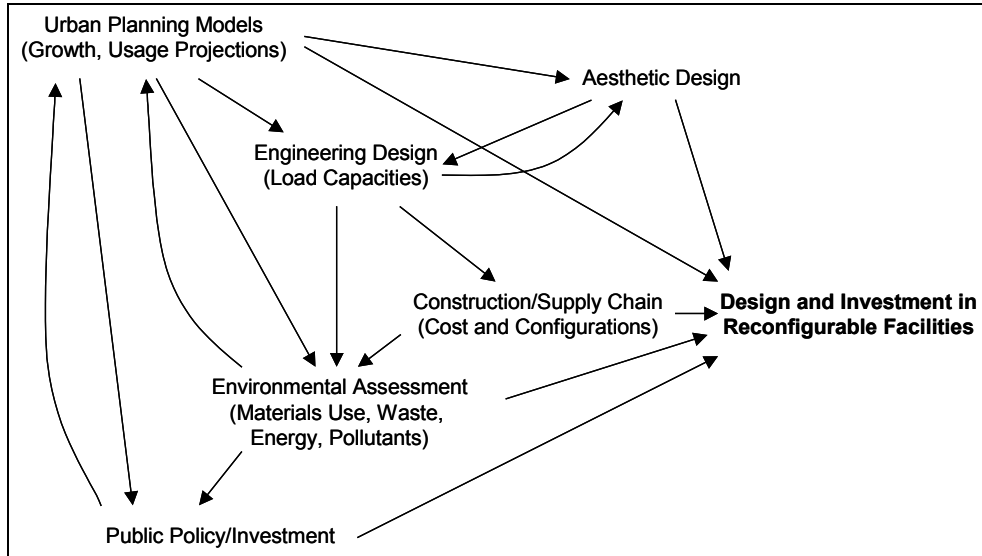 Urban Planning Models
(Growth, Usage Projections)
Aesthetic Design
Engineering Design
(Load Capacities)
Construction/Supply Chain
(Cost and Configurations)
Design and Investment in
Reconfigurable Facilities
Environmental Assessment
(Materials Use, Waste,
Energy, Pollutants)
Public Policy/Investment